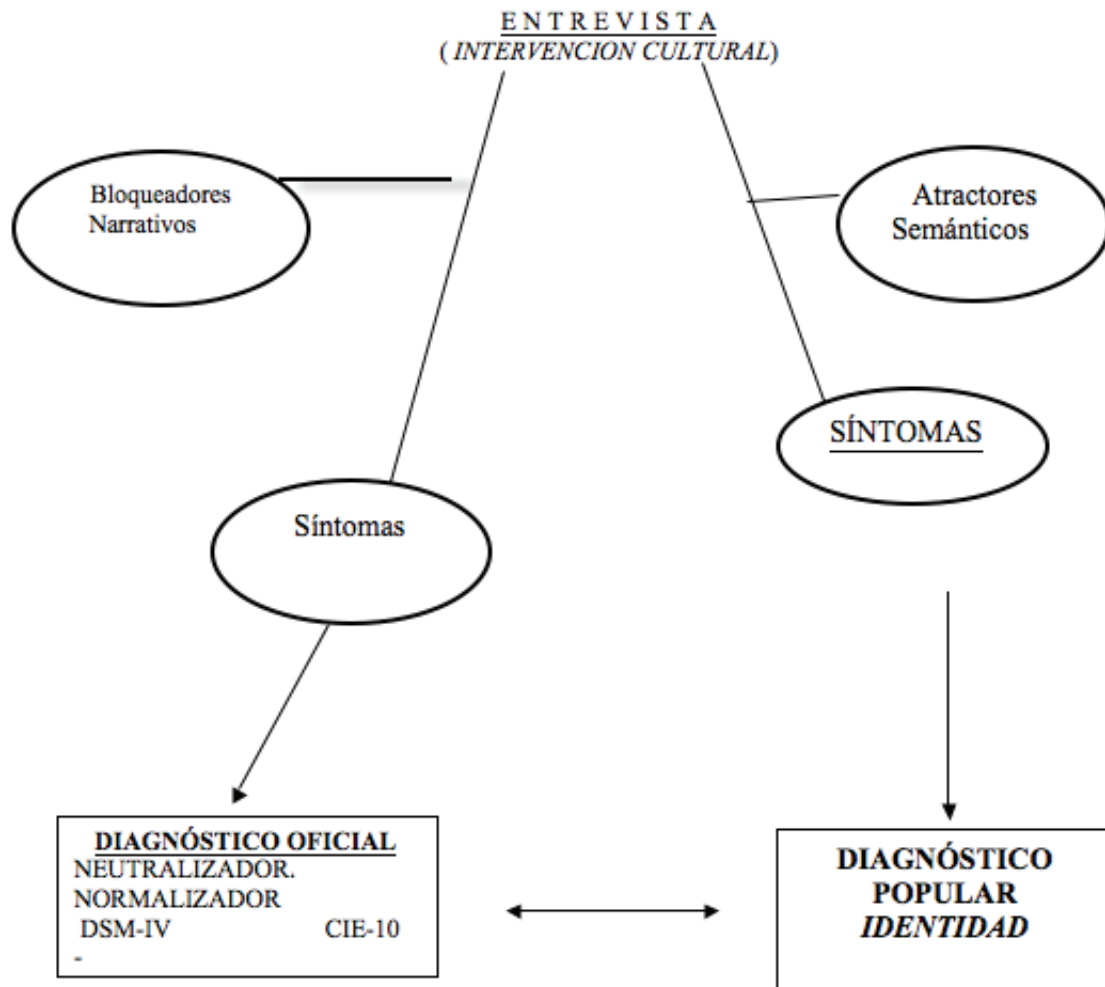 E N T R E V I S T A
( INTERVENCION CULTURAL)
Bloqueadores
Narrativos
Atractores
Semánticos
SÍNTOMAS
Síntomas
DIAGNÓSTICO OFICIAL
NEUTRALIZADOR.
NORMALIZADOR
DSM-IV CIE-10
-
DIAGNÓSTICO
POPULAR
IDENTIDAD